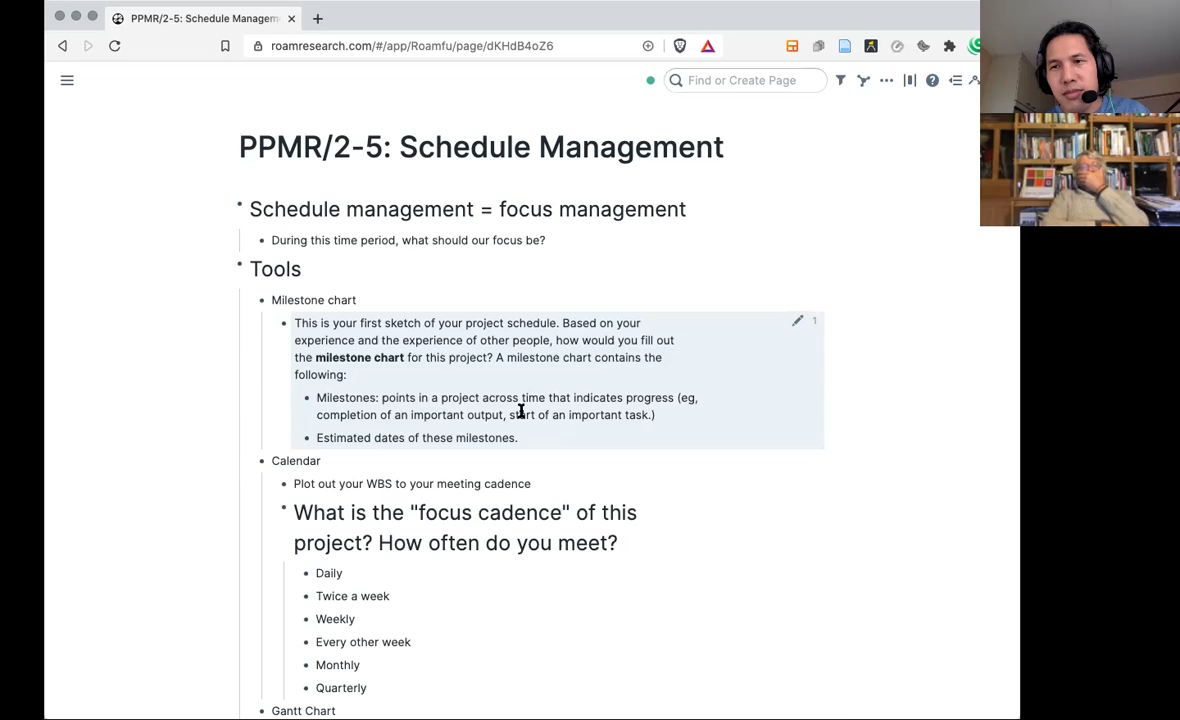 PPMR/2-5: Schedule Managemen
roamresearch.com/#/app/Roamfu/page/dKHdB4oZ6
Find or Create Page
PPMR/2-5: Schedule Management
Schedule management = focus management
During this time period, what should our focus be?
Tools
Milestone chart
This is your first sketch of your project schedule. Based on your
experience and the experience of other people, how would you fill out
the milestone chart for this project? A milestone chart contains the
following:
1
Milestones: points in a project across time that indicates progress (eg,
completion of an important output, start of an important task.)
Estimated dates of these milestones.
Calendar
Plot out your WBS to your meeting cadence
What is the "focus cadence" of this
project? How often do you meet?
Daily
Twice a week
Weekly
Every other week
Monthly
Quarterly
Gantt Chart